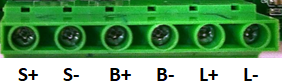 S+ S- B+ B- L+ L-